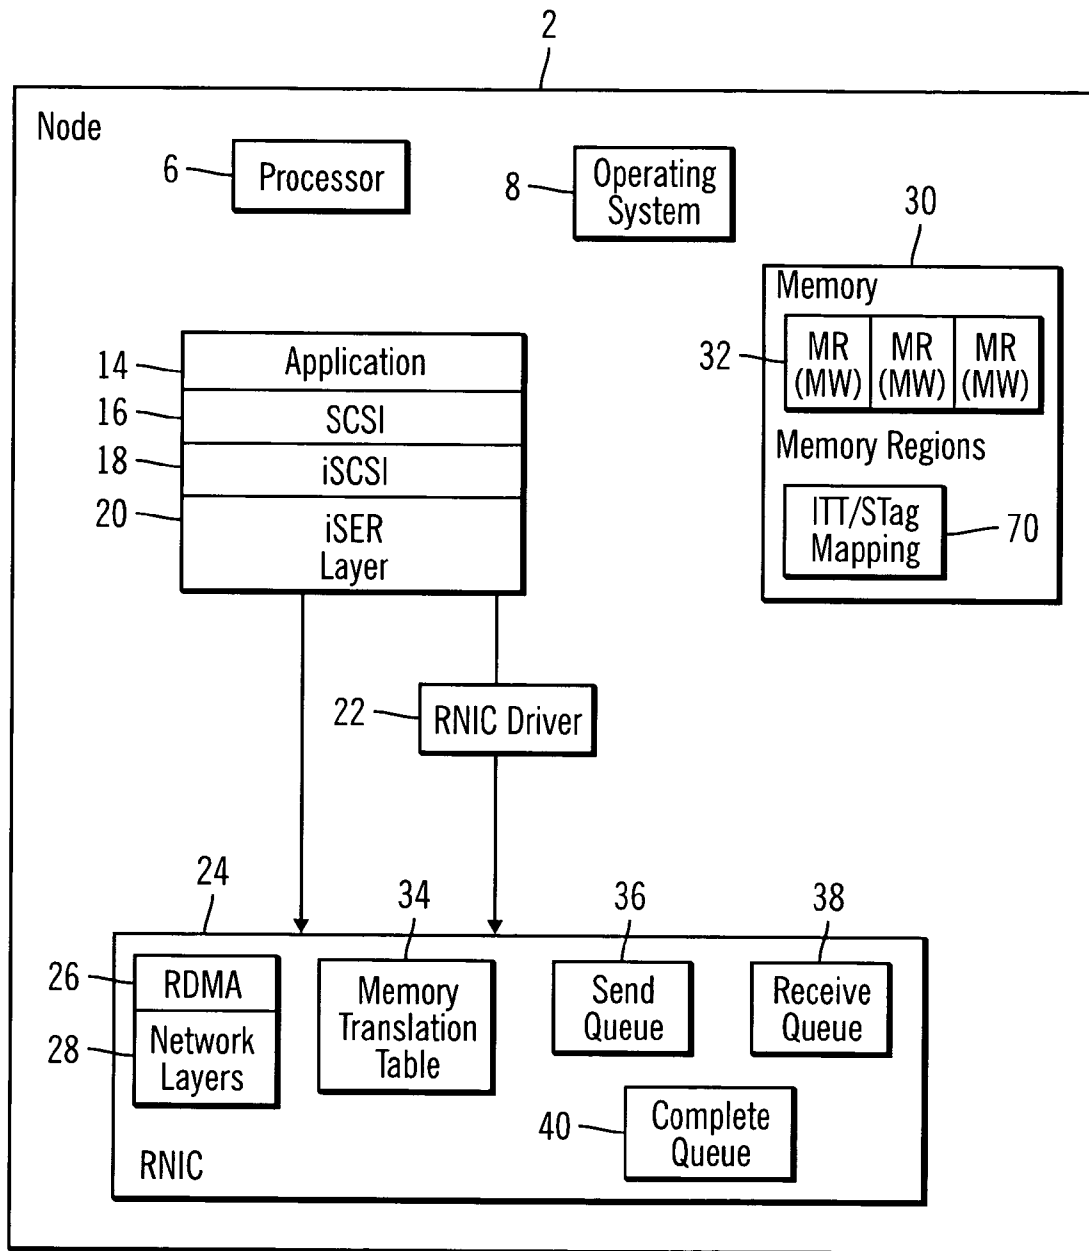 2
Node
6
Processor
8
Operating
System
30
Memory
32
MR
(MW)
MR
(MW)
MR
(MW)
Memory Regions
ITT/STag
Mapping
70
14
Application
16
SCSI
18
iSCSI
20
iSER
Layer
22
RNIC Driver
24
34
36
38
26
RDMA
28
Network
Layers
Memory
Translation
Table
Send
Queue
Receive
Queue
40
Complete
Queue
RNIC